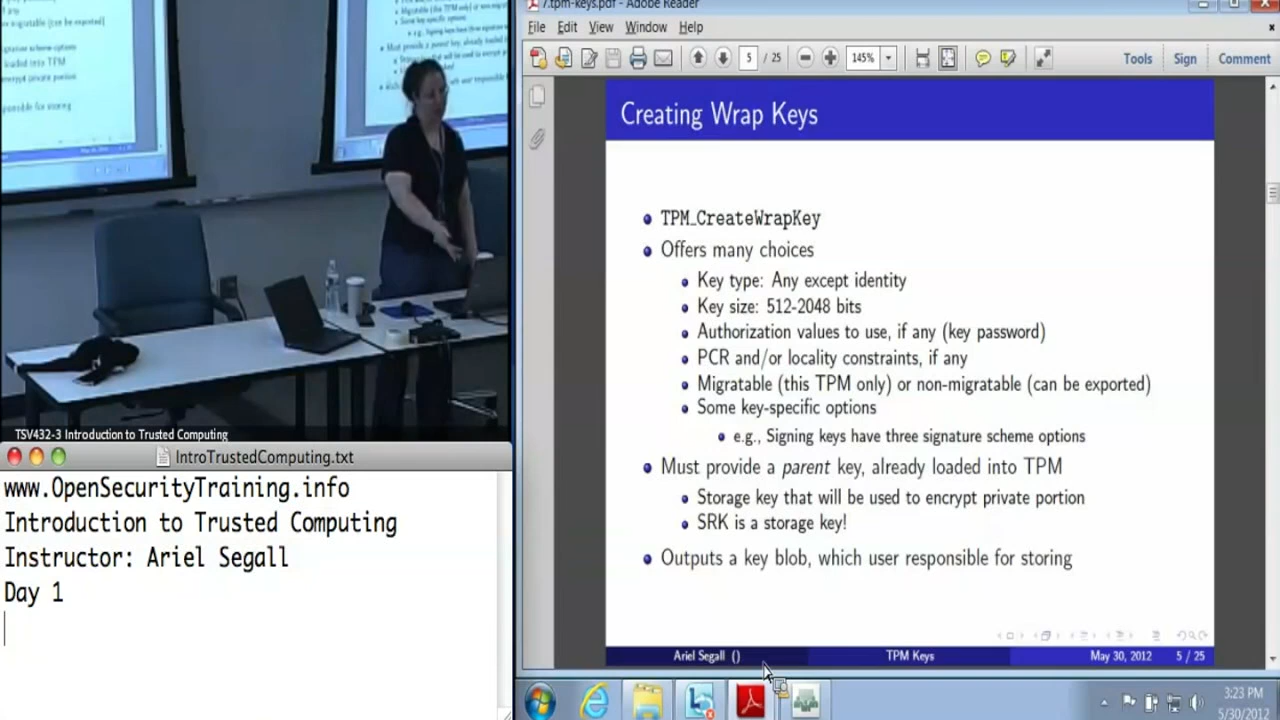 TSV432-3 Introduction to Trusted Computing
IntroTrustedComputing.txt
www.OpenSecurityTraining.info
Introduction to Trusted Computing
Instructor: Ariel Segall
Day 1
7.tpm-keys.pdf - Adobe Reader
File Edit View Window Help
5 / 25 145% Tools Sign Comment
Creating Wrap Keys
TPM_CreateWrapKey
Offers many choices
Key type: Any except identity
Key size: 512-2048 bits
Authorization values to use, if any (key password)
PCR and/or locality constraints, if any
Migratable (this TPM only) or non-migratable (can be exported)
Some key-specific options
e.g., Signing keys have three signature scheme options
Must provide a parent key, already loaded into TPM
Storage key that will be used to encrypt private portion
SRK is a storage key!
Outputs a key blob, which user responsible for storing
Ariel Segall () TPM Keys May 30, 2012 5 / 25
3:23 PM
5/30/2012